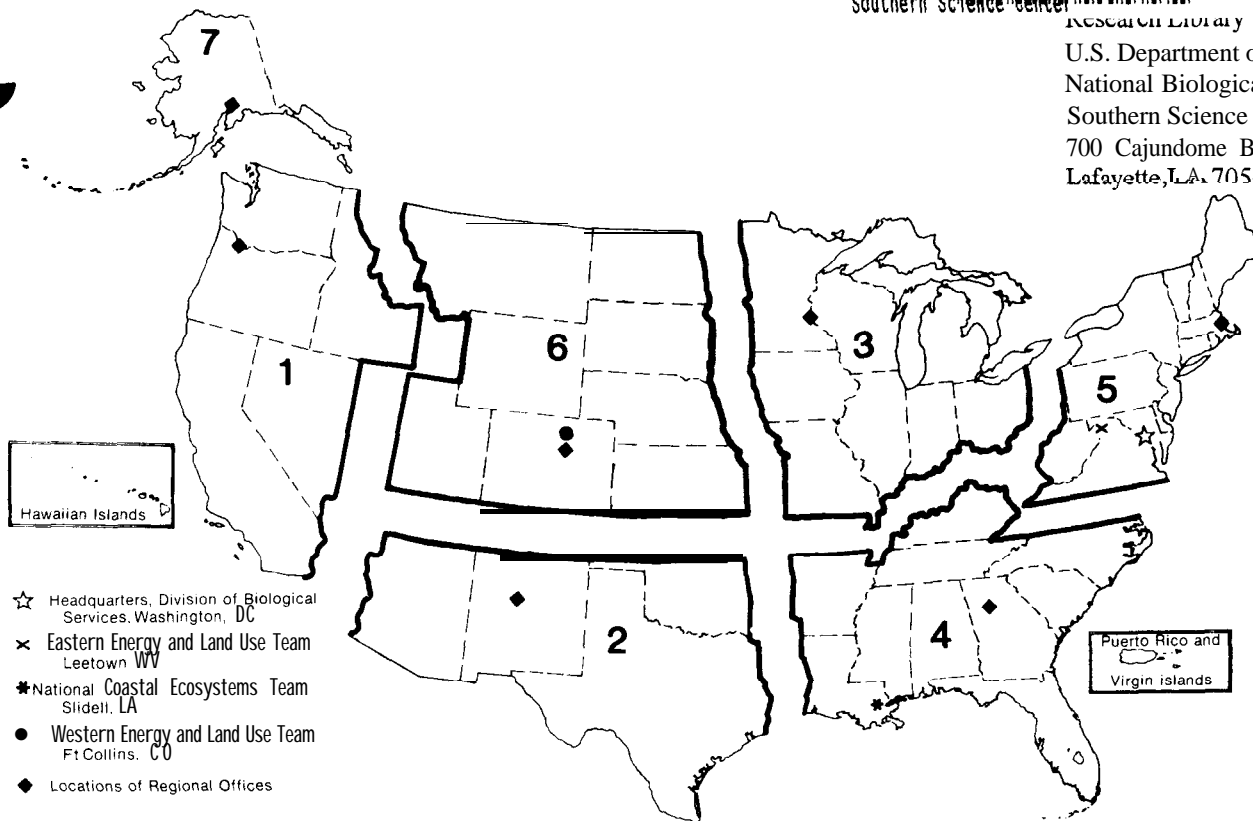 Southern Science Center
Research Library
U.S. Department o
National Biologica
Southern Science
700 Cajundome B
Lafayette, LA. 705
7
1
6
3
5
2
4
Hawaiian Islands
Puerto Rico and
Virgin islands
Headquarters, Division of Biological
Services. Washington, DC
Eastern Energy and Land Use Team
Leetown WV
National Coastal Ecosystems Team
Slidell. LA
Western Energy and Land Use Team
Ft Collins. CO
Locations of Regional Offices